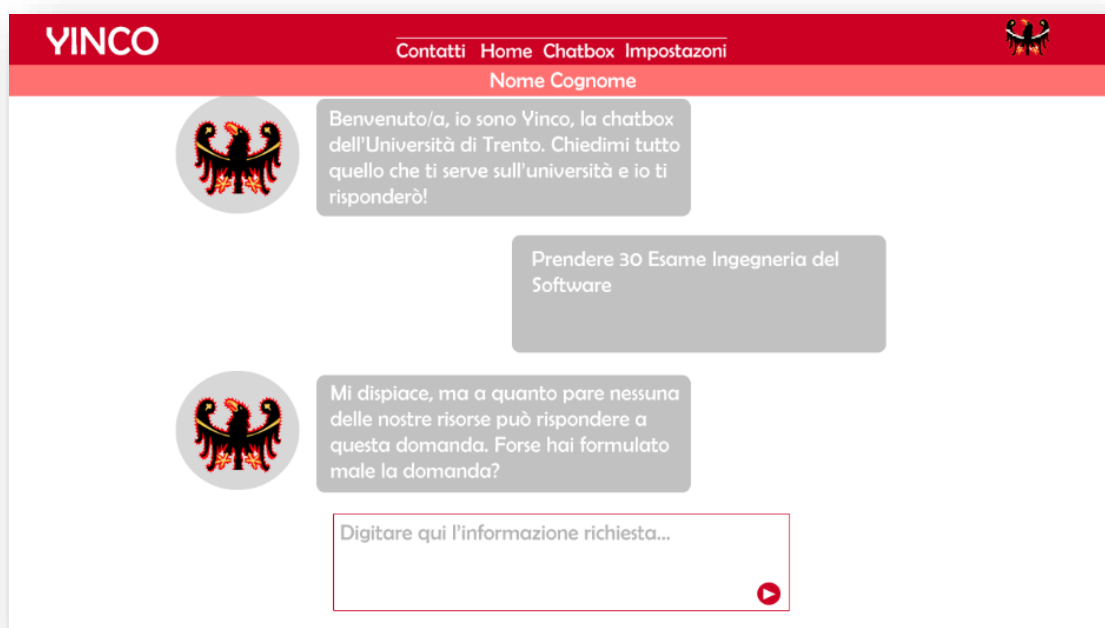 YINCO
Contatti Home Chatbox Impostazoni
Nome Cognome
Benvenuto/a, io sono Yinco, la chatbox
dell'Università di Trento. Chiedimi tutto
quello che ti serve sull'università e io ti
risponderò!
Prendere 30 Esame Ingegneria del
Software
Mi dispiace, ma a quanto pare nessuna
delle nostre risorse può rispondere a
questa domanda. Forse hai formulato
male la domanda?
Digitare qui l'informazione richiesta...